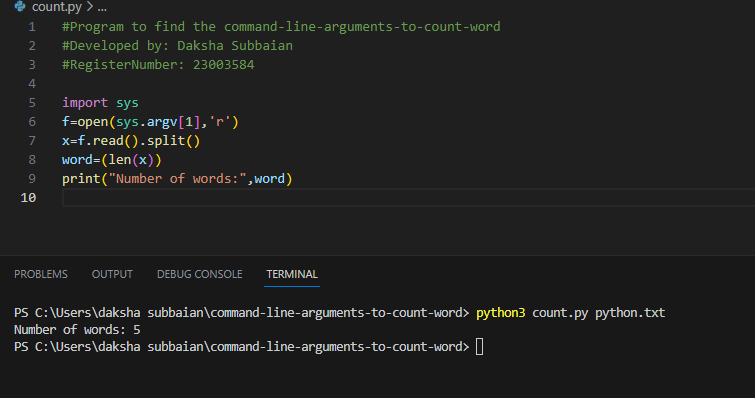 count.py > ...
1 #Program to find the command-line-arguments-to-count-word
2 #Developed by: Daksha Subbaian
3 #RegisterNumber: 23003584
4
5 import sys
6 f=open(sys.argv[1],'r')
7 x=f.read().split()
8 word=(len(x))
9 print("Number of words:",word)
10
PROBLEMS OUTPUT DEBUG CONSOLE TERMINAL
PS C:\Users\daksha subbaian\command-line-arguments-to-count-word> python3 count.py python.txt
Number of words: 5
PS C:\Users\daksha subbaian\command-line-arguments-to-count-word>